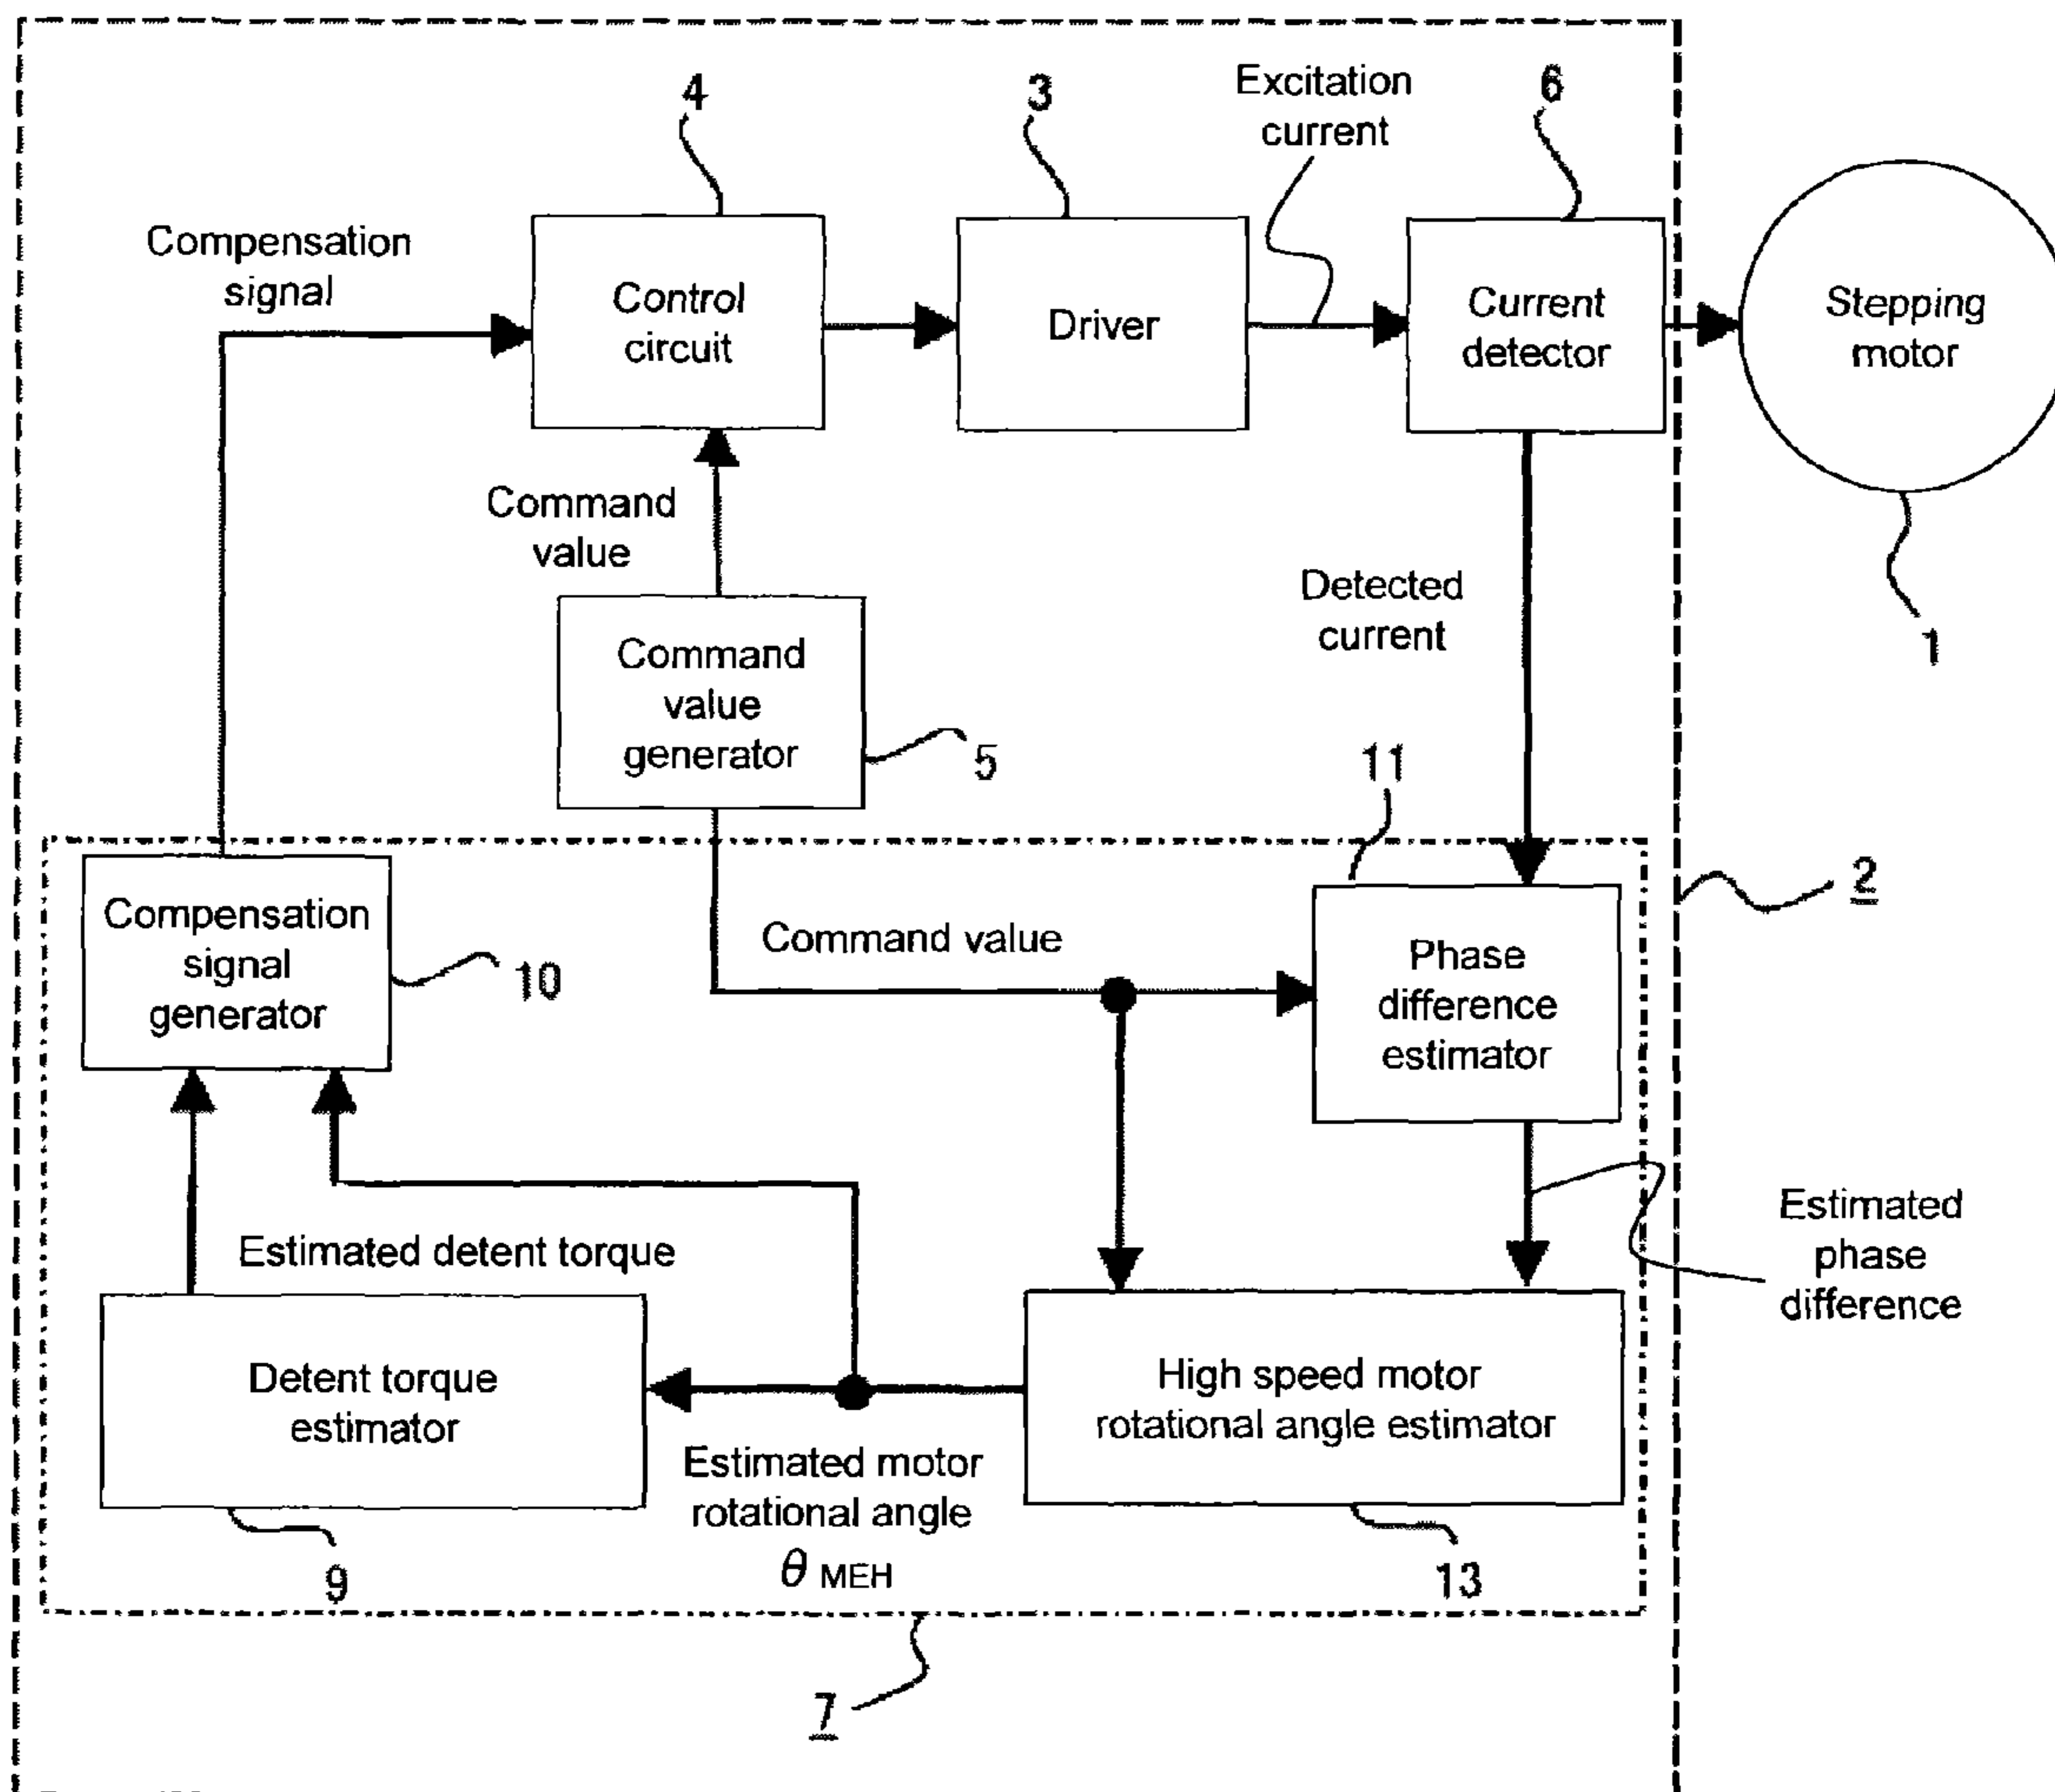 4
3
Excitation
current
6
Compensation
signal
Control
circuit
Driver
Current
detector
Stepping
motor
Command
value
Detected
current
1
Command
value
generator
5
11
2
Compensation
signal
generator
10
Command value
Phase
difference
estimator
Estimated detent torque
Estimated
phase
difference
Detent torque
estimator
High speed motor
rotational angle estimator
Estimated motor
rotational angle
θ MEH
9
13
7